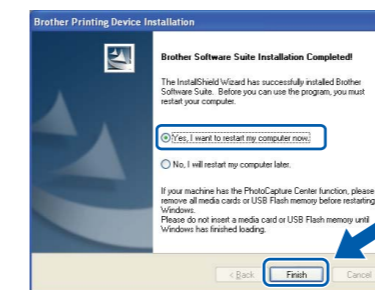 Brother Printing Device Installation
Brother Software Suite Installation Completed!
The InstallShield Wizard has successfully installed Brother
Software Suite. Before you can use the program, you must
restart your computer.
Yes, I want to restart my computer now.
No, I will restart my computer later.
If your machine has the PhotoCapture Center function, please
remove all media cards or USB Flash memory before restarting
Windows.
Please do not insert a media card or USB Flash memory until
Windows has finished loading.
< Back Finish Cancel